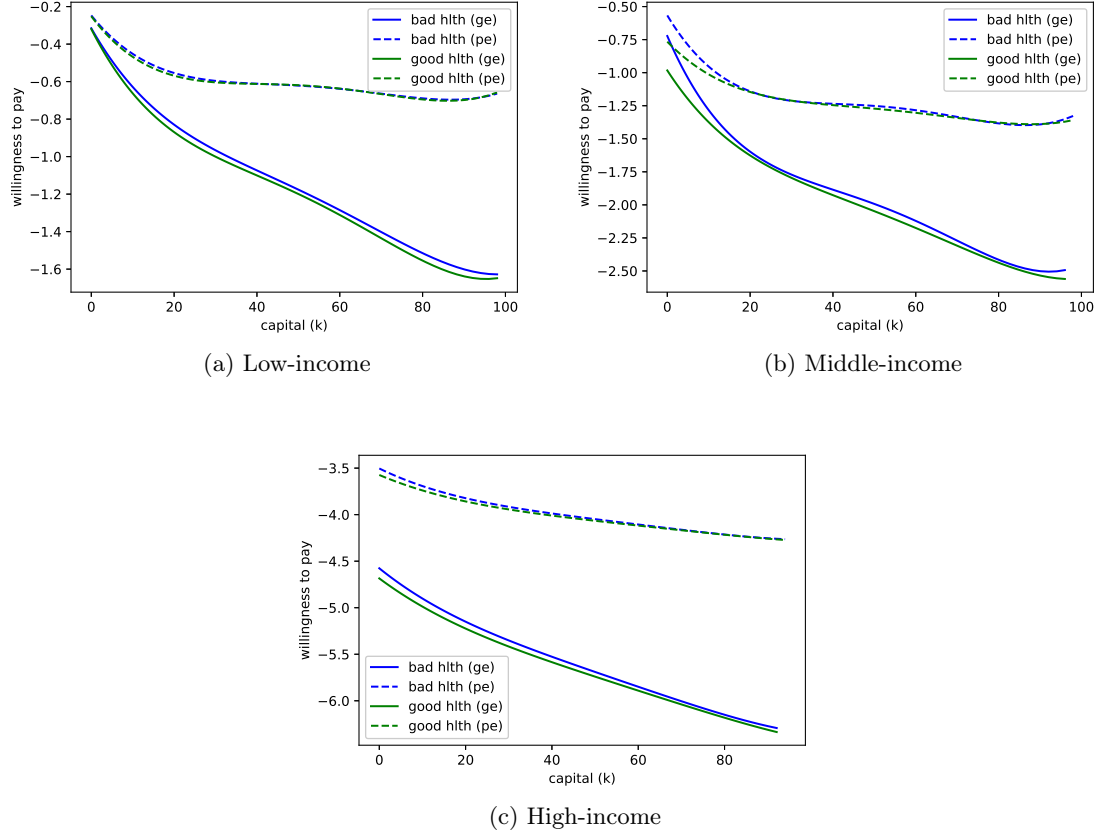 −0.2
−0.4
−0.6
−0.8
−1.0
−1.2
−1.4
−1.6
willingness to pay
bad hlth (ge)
bad hlth (pe)
good hlth (ge)
good hlth (pe)
0 20 40 60 80 100
capital (k)
(a) Low-income
−0.50
−0.75
−1.00
−1.25
−1.50
−1.75
−2.00
−2.25
−2.50
willingness to pay
bad hlth (ge)
bad hlth (pe)
good hlth (ge)
good hlth (pe)
0 20 40 60 80 100
capital (k)
(b) Middle-income
−3.5
−4.0
−4.5
−5.0
−5.5
−6.0
willingness to pay
bad hlth (ge)
bad hlth (pe)
good hlth (ge)
good hlth (pe)
0 20 40 60 80
capital (k)
(c) High-income